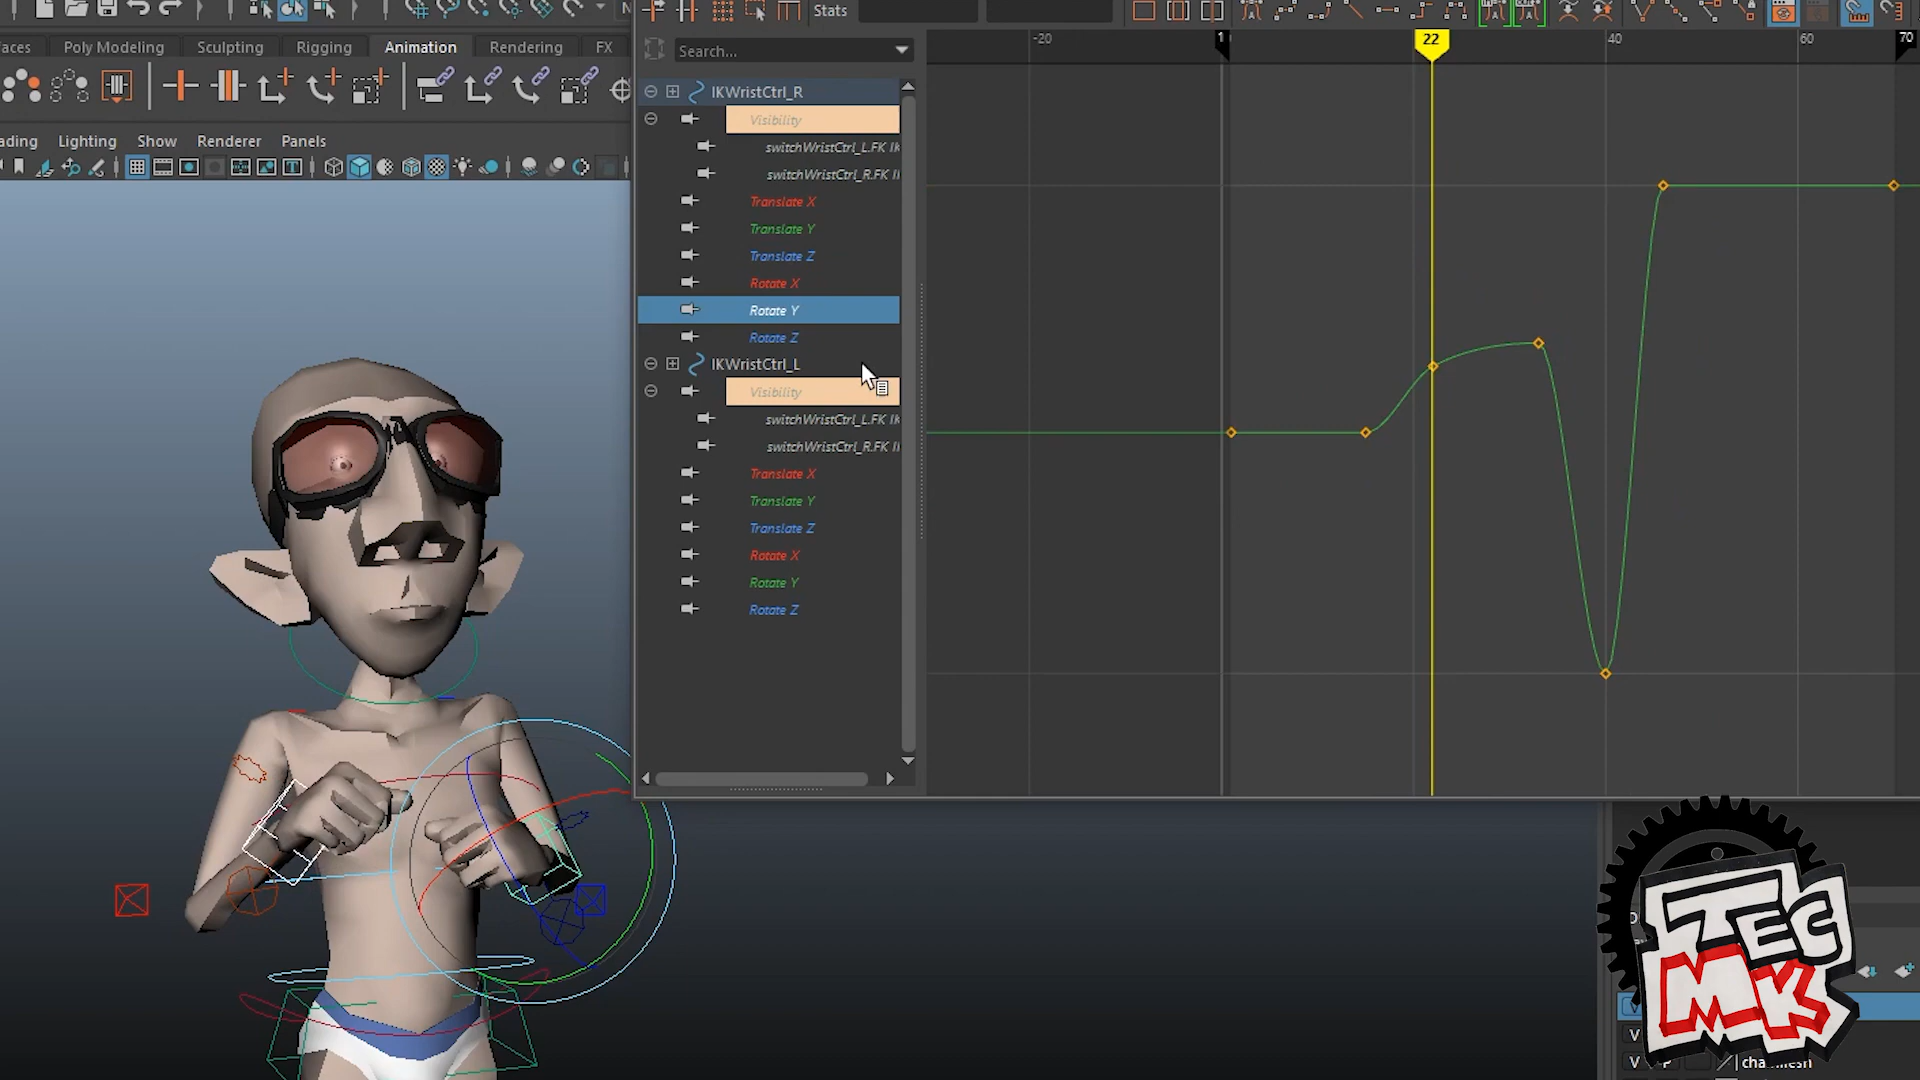 Stats
Poly Modeling Sculpting Rigging Animation Rendering FX
Search...
-20 1 22 40 60 70
IKWristCtrl_R
Visibility
Lighting Show Renderer Panels
switchWristCtrl_L.FK
switchWristCtrl_R.FK
Translate X
Translate Y
Translate Z
Rotate X
Rotate Y
Rotate Z
IKWristCtrl_L
Visibility
switchWristCtrl_L.FK
switchWristCtrl_R.FK
Translate X
Translate Y
Translate Z
Rotate X
Rotate Y
Rotate Z
TEC
MK
V
V